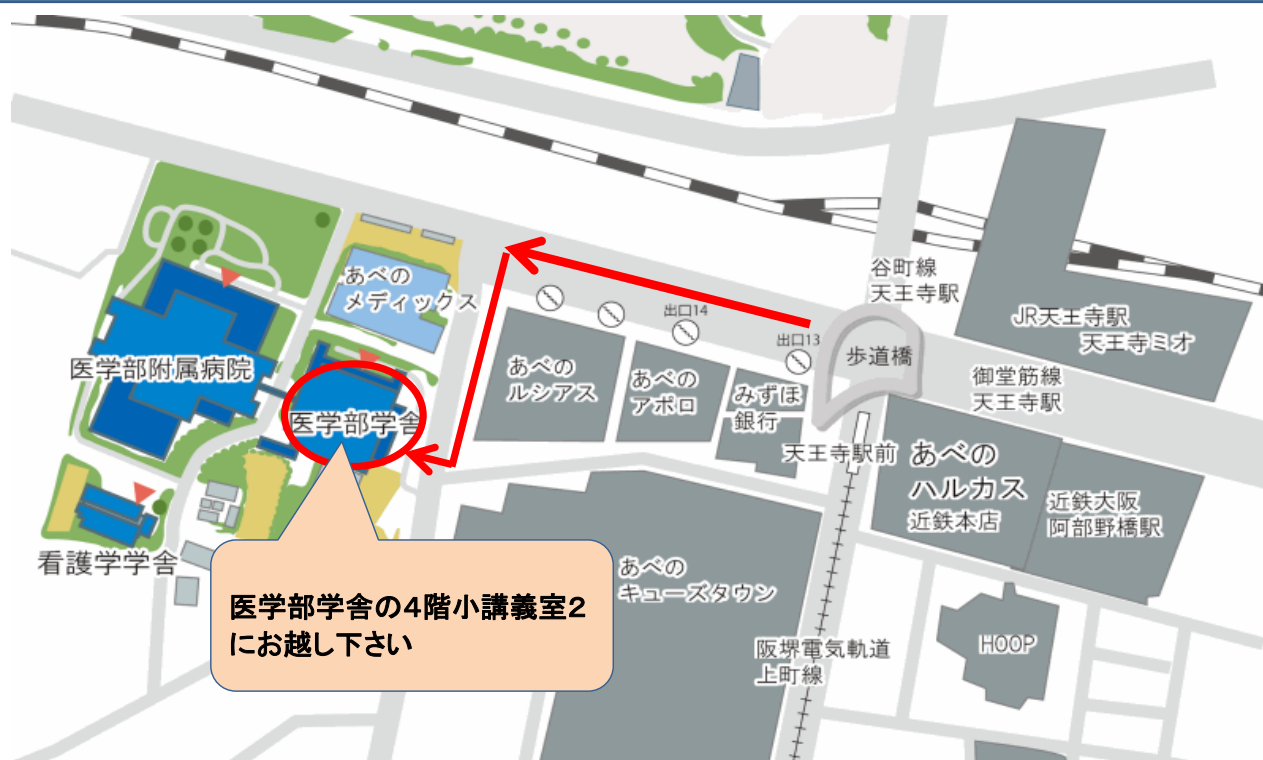 谷町線
天王寺駅
あべの
メディックス
出口14
JR天王寺駅
天王寺ミオ
出口13
歩道橋
医学部附属病院
あべの
ルシアス
あべの
アポロ
みずほ
銀行
御堂筋線
天王寺駅
医学部学舎
天王寺駅前
あべの
ハルカス
近鉄本店
近鉄大阪
阿部野橋駅
看護学学舎
あべの
キューズタウン
医学部学舎の4階小講義室2
にお越し下さい
阪堺電気軌道
上町線
HOOP